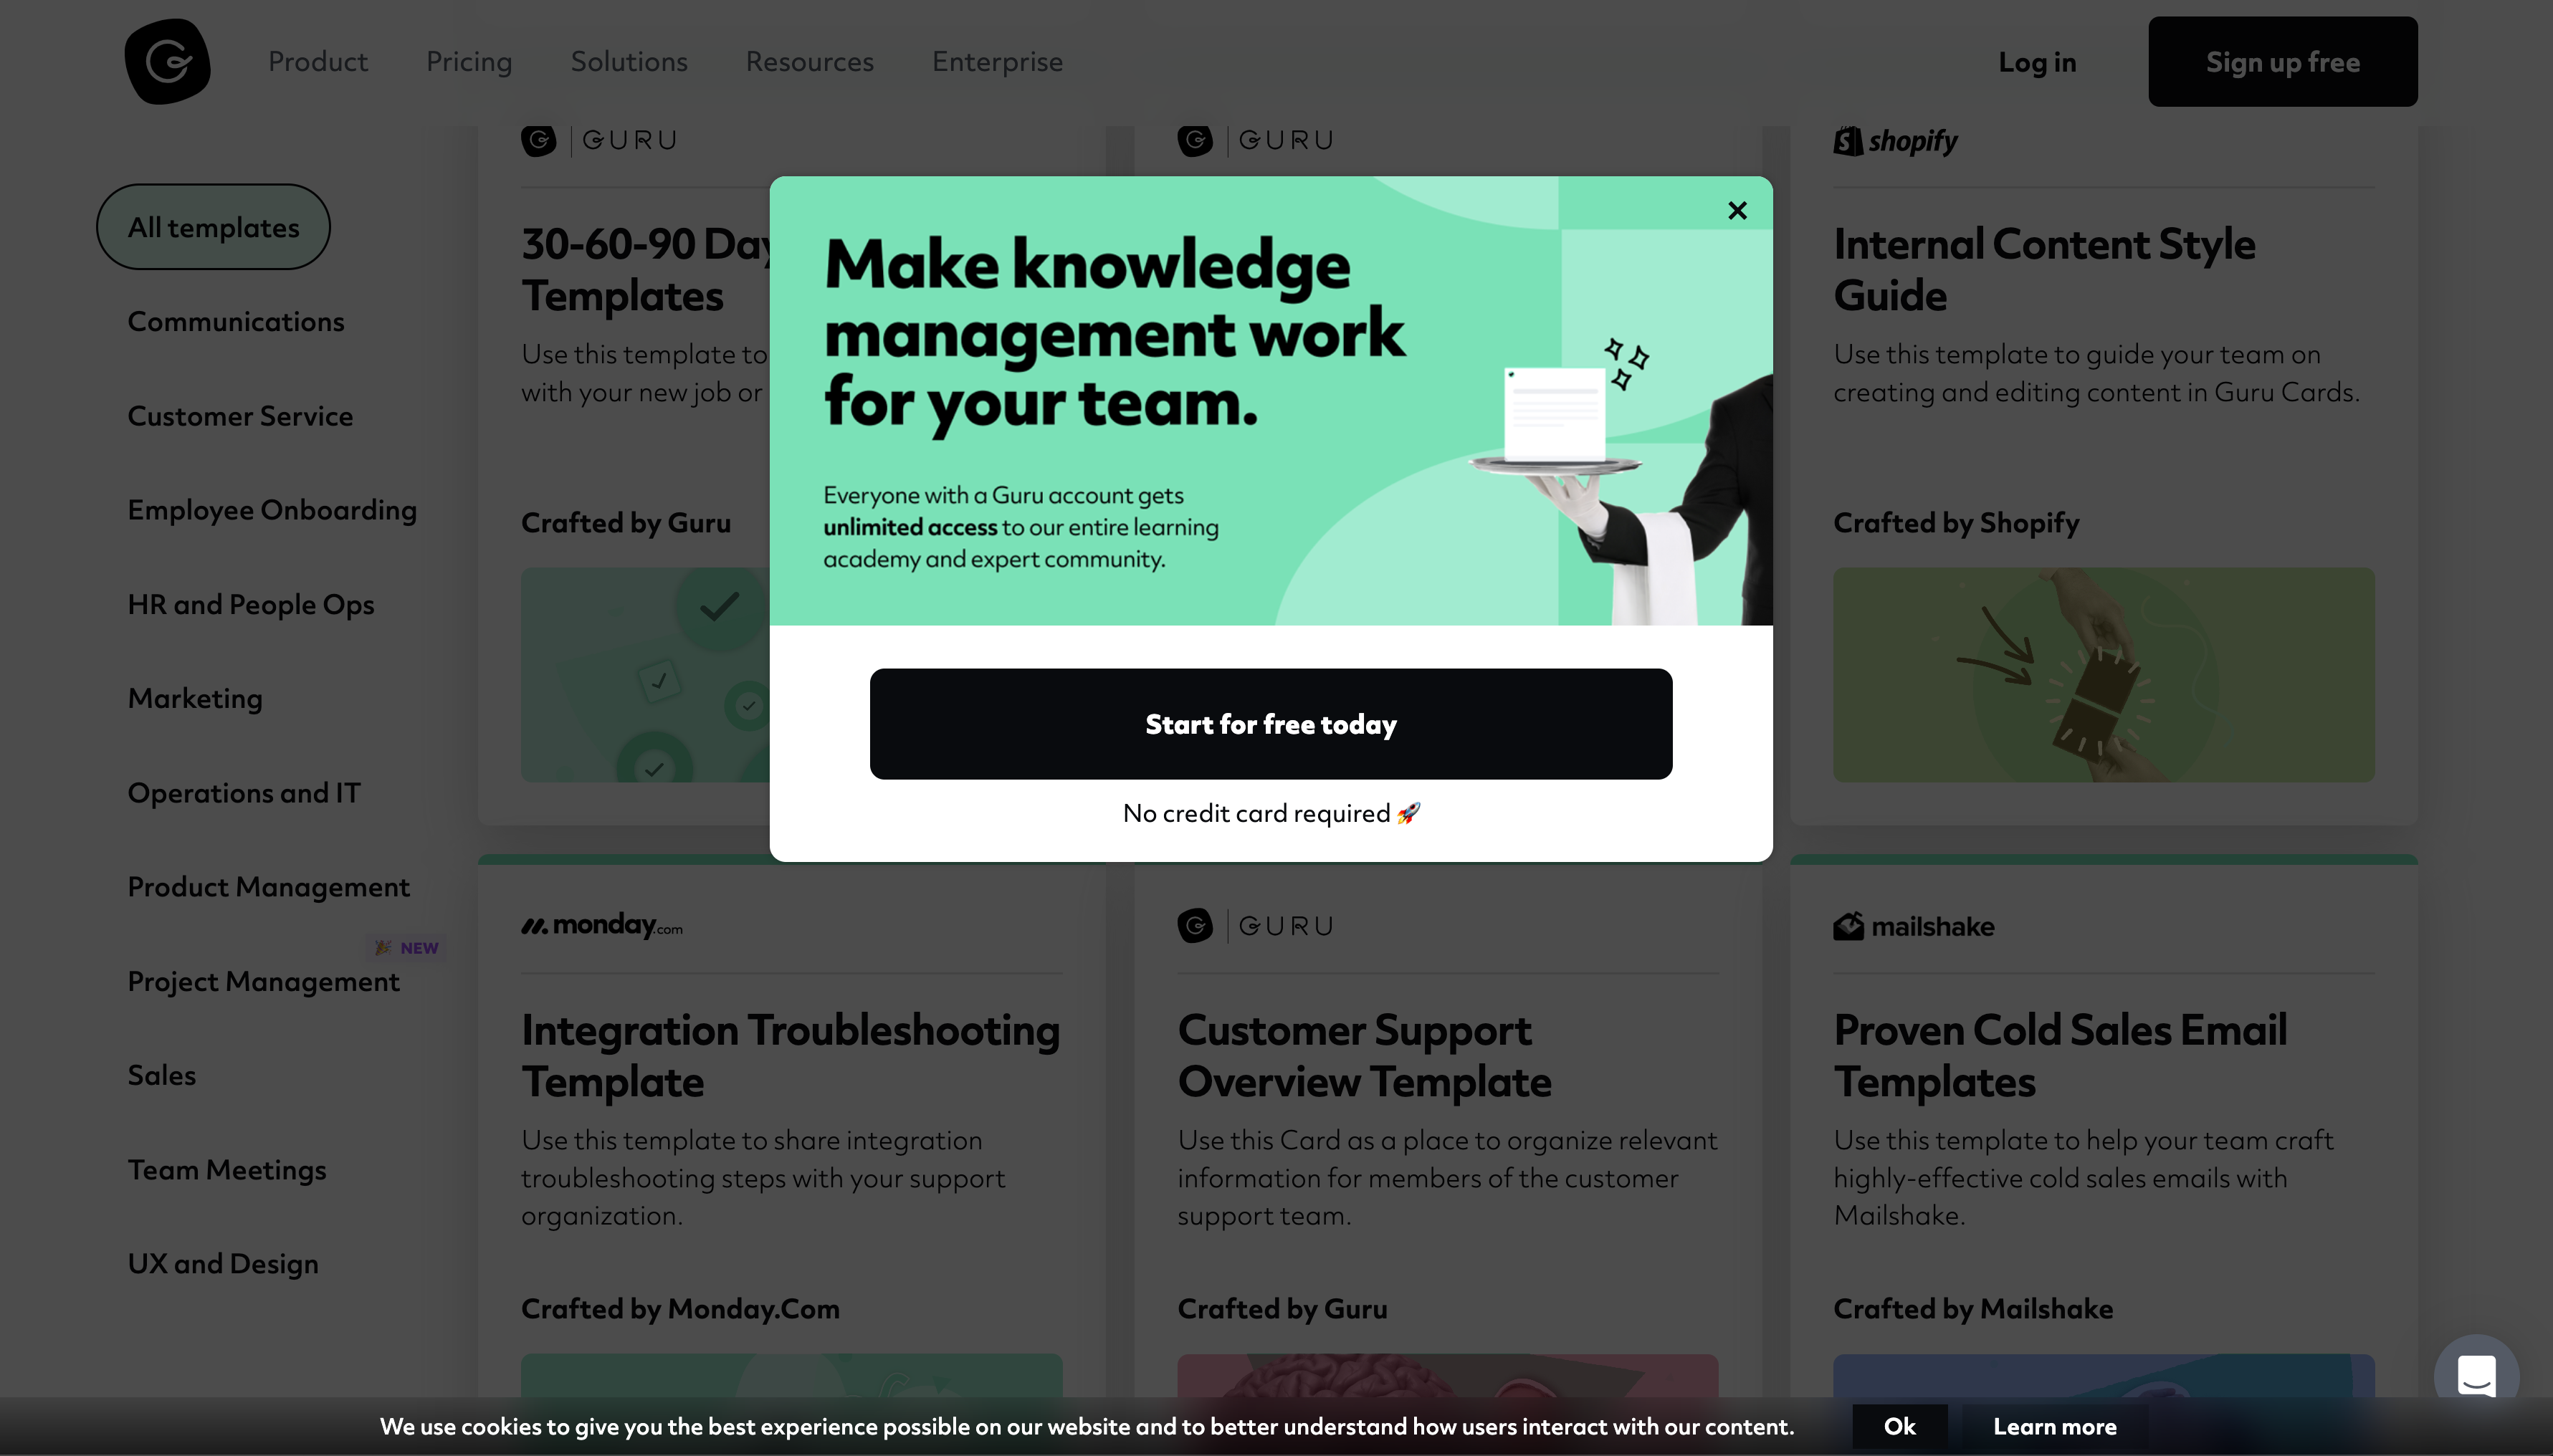 Product
Pricing
Solutions
Resources
Enterprise
Log in
Sign up free
All templates
Communications
Customer Service
Employee Onboarding
HR and People Ops
Marketing
Operations and IT
Product Management
NEW
Project Management
Sales
Team Meetings
UX and Design
GURU
30-60-90 Day
Templates
Use this template to
with your new job or
Crafted by Guru
GURU
shopify
Internal Content Style
Guide
Use this template to guide your team on
creating and editing content in Guru Cards.
Crafted by Shopify
Make knowledge
management work
for your team.
Everyone with a Guru account gets
unlimited access to our entire learning
academy and expert community.
Start for free today
No credit card required 🚀
monday.com
Integration Troubleshooting
Template
Use this template to share integration
troubleshooting steps with your support
organization.
Crafted by Monday.Com
GURU
Customer Support
Overview Template
Use this Card as a place to organize relevant
information for members of the customer
support team.
Crafted by Guru
mailshake
Proven Cold Sales Email
Templates
Use this template to help your team craft
highly-effective cold sales emails with
Mailshake.
Crafted by Mailshake
We use cookies to give you the best experience possible on our website and to better understand how users interact with our content.
Ok
Learn more